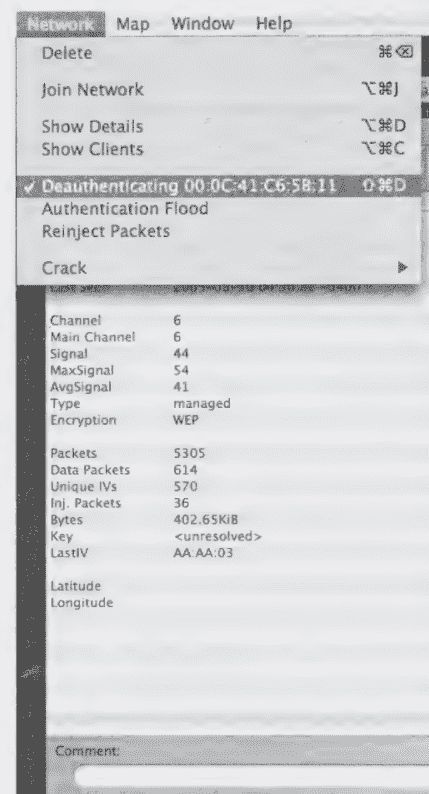 Network Map Window Help
Delete ⌘⌫
Join Network ⌥⌘J
Show Details ⌥⌘D
Show Clients ⌥⌘C
✓ Deauthenticating 00:0C:41:C6:58:11 ⇧⌘D
Authentication Flood
Reinject Packets
Crack ▶
Channel 6
Main Channel 6
Signal 44
MaxSignal 54
AvgSignal 41
Type managed
Encryption WEP
Packets 5305
Data Packets 614
Unique IVs 570
Inj. Packets 36
Bytes 402.65KiB
Key <unresolved>
LastIV AA:AA:03
Latitude
Longitude
Comment: